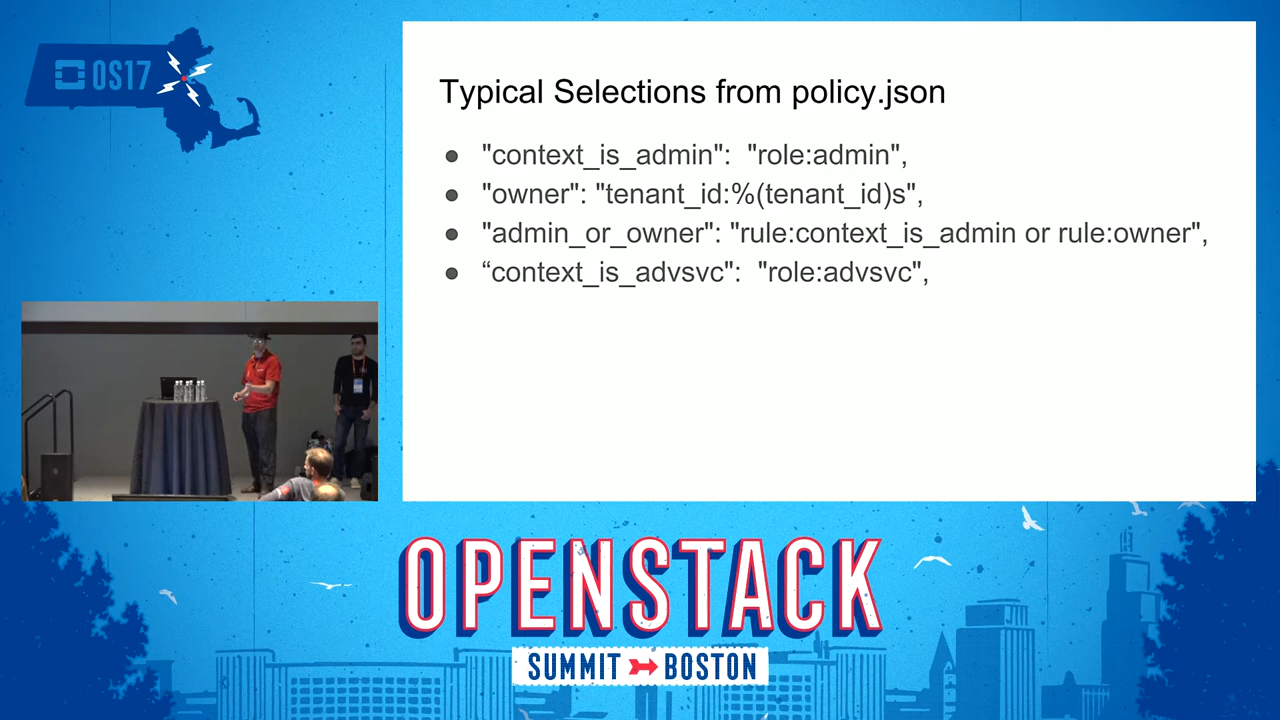 OS17
Typical Selections from policy.json
● "context_is_admin":  "role:admin",
● "owner": "tenant_id:%(tenant_id)s",
● "admin_or_owner": "rule:context_is_admin or rule:owner",
● “context_is_advsvc":  "role:advsvc",
OPENSTACK
SUMMIT BOSTON